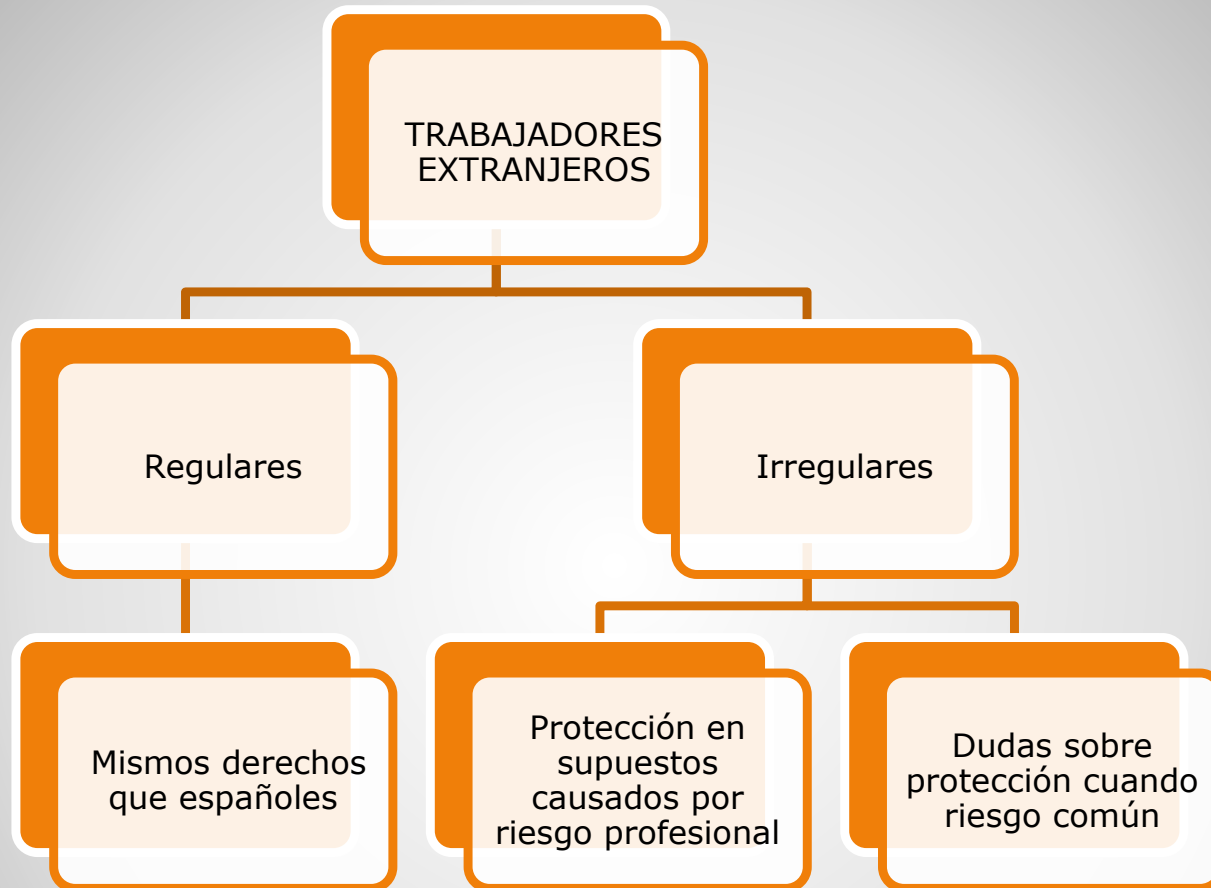 TRABAJADORES
EXTRANJEROS
Regulares
Irregulares
Mismos derechos
que españoles
Protección en
supuestos
causados por
riesgo profesional
Dudas sobre
protección cuando
riesgo común